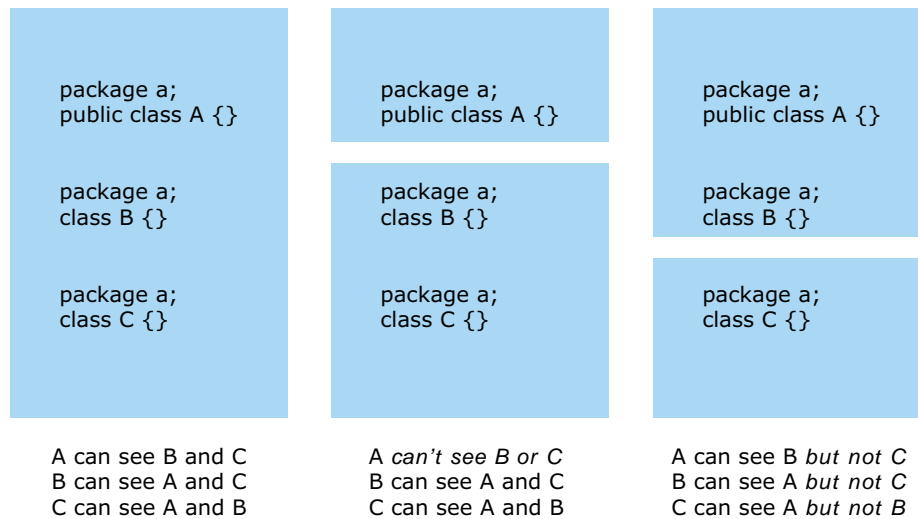 package a;
public class A {}
package a;
class B {}
package a;
class C {}
A can see B and C
B can see A and C
C can see A and B
package a;
public class A {}
package a;
class B {}
package a;
class C {}
A can't see B or C
B can see A and C
C can see A and B
package a;
public class A {}
package a;
class B {}
package a;
class C {}
A can see B but not C
B can see A but not C
C can see A but not B